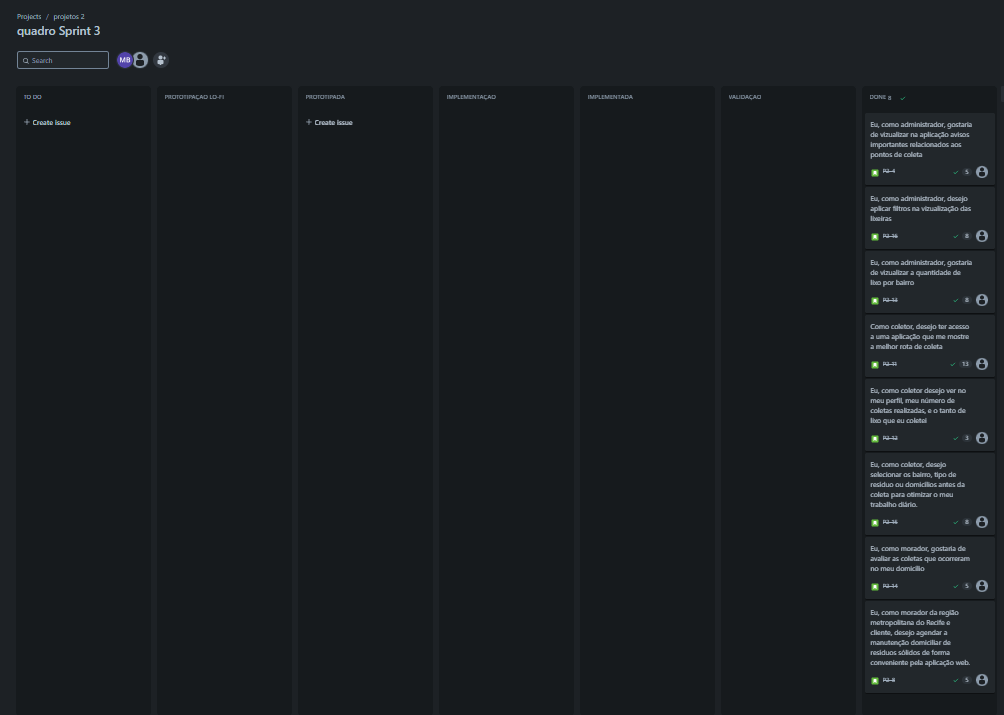 Projects / projetos 2
quadro Sprint 3
Search
MB
TO DO
+ Create issue
PROTOTIPAÇAO LO-FI
PROTOTIPADA
+ Create issue
IMPLEMENTAÇAO
IMPLEMENTADA
VALIDAÇAO
DONE 8
Eu, como administrador, gostaria
de vizualizar na aplicação avisos
importantes relacionados aos
pontos de coleta
P2-4
5
Eu, como administrador, desejo
aplicar filtros na vizualização das
lixeiras
P2-16
8
Eu, como administrador, gostaria
de vizualizar a quantidade de
lixo por bairro
P2-13
8
Como coletor, desejo ter acesso
a uma aplicação que me mostre
a melhor rota de coleta
P2-11
13
Eu, como coletor desejo ver no
meu perfil, meu número de
coletas realizadas, e o tanto de
lixo que eu coletei
P2-12
3
Eu, como coletor, desejo
selecionar os bairro, tipo de
resíduo ou domicílios antes da
coleta para otimizar o meu
trabalho diário.
P2-15
8
Eu, como morador, gostaria de
avaliar as coletas que ocorreram
no meu domicílio
P2-14
5
Eu, como morador da região
metropolitana do Recife e
cliente, desejo agendar a
manutenção domiciliar de
resíduos sólidos de forma
conveniente pela aplicação web.
P2-8
5